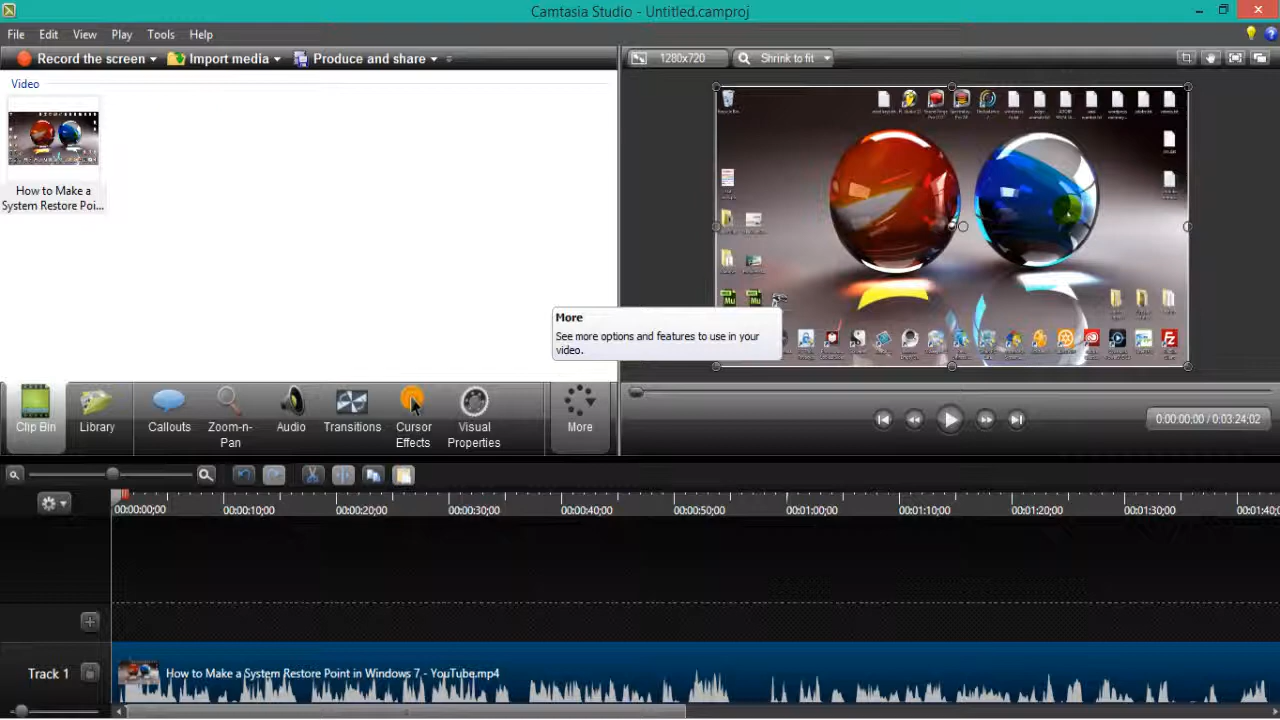 Camtasia Studio - Untitled.camproj
File Edit View Play Tools Help
Record the screen Import media Produce and share
1280x720 Shrink to fit
Video
How to Make a
System Restore Poi...
More
See more options and features to use in your
video.
Mu Mu
Clip Bin Library Callouts Zoom-n-Pan Audio Transitions Cursor Effects Visual Properties More
0:00:00;00 / 0:03:24;02
00:00:00;00 00:00:10;00 00:00:20;00 00:00:30;00 00:00:40;00 00:00:50;00 00:01:00;00 00:01:10;00 00:01:20;00 00:01:30;00 00:01:40;0
Track 1 How to Make a System Restore Point in Windows 7 - YouTube.mp4